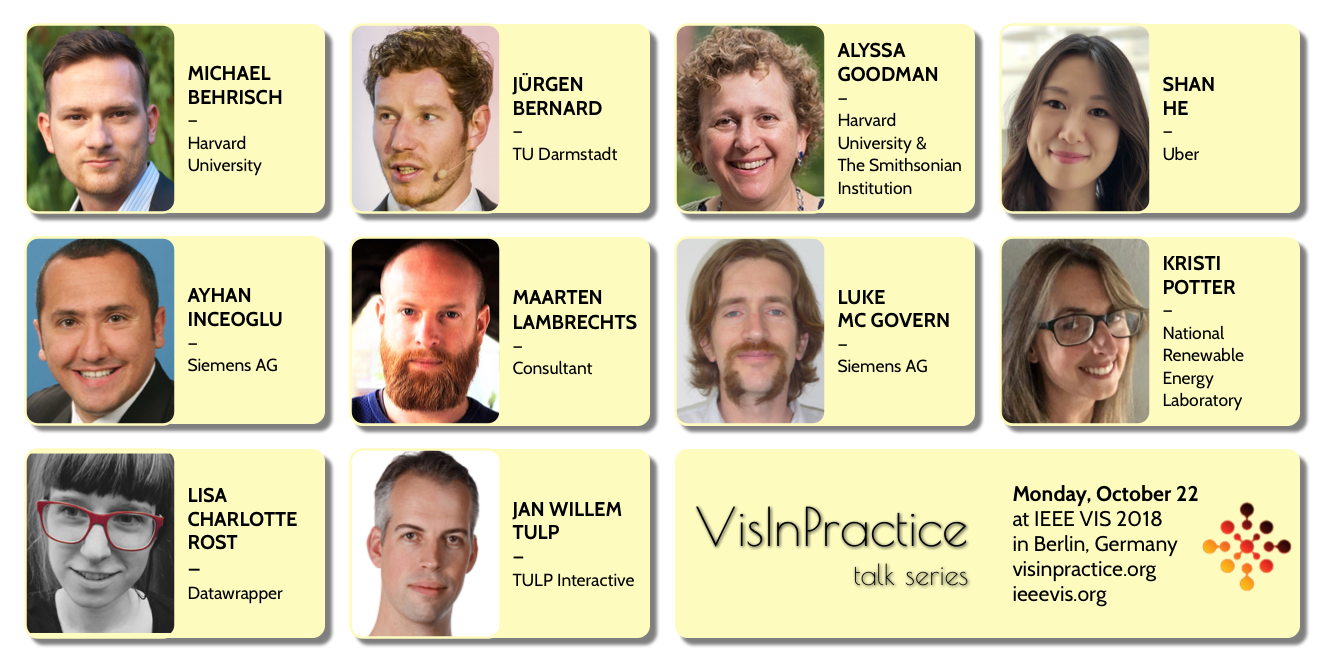 MICHAEL
BEHRISCH
–
Harvard
University
JÜRGEN
BERNARD
–
TU Darmstadt
ALYSSA
GOODMAN
–
Harvard
University &
The Smithsonian
Institution
SHAN
HE
–
Uber
AYHAN
INCEOGLU
–
Siemens AG
MAARTEN
LAMBRECHTS
–
Consultant
LUKE
MC GOVERN
–
Siemens AG
KRISTI
POTTER
–
National
Renewable
Energy
Laboratory
LISA
CHARLOTTE
ROST
–
Datawrapper
JAN WILLEM
TULP
–
TULP Interactive
VisInPractice
talk series
Monday, October 22
at IEEE VIS 2018
in Berlin, Germany
visinpractice.org
ieeevis.org